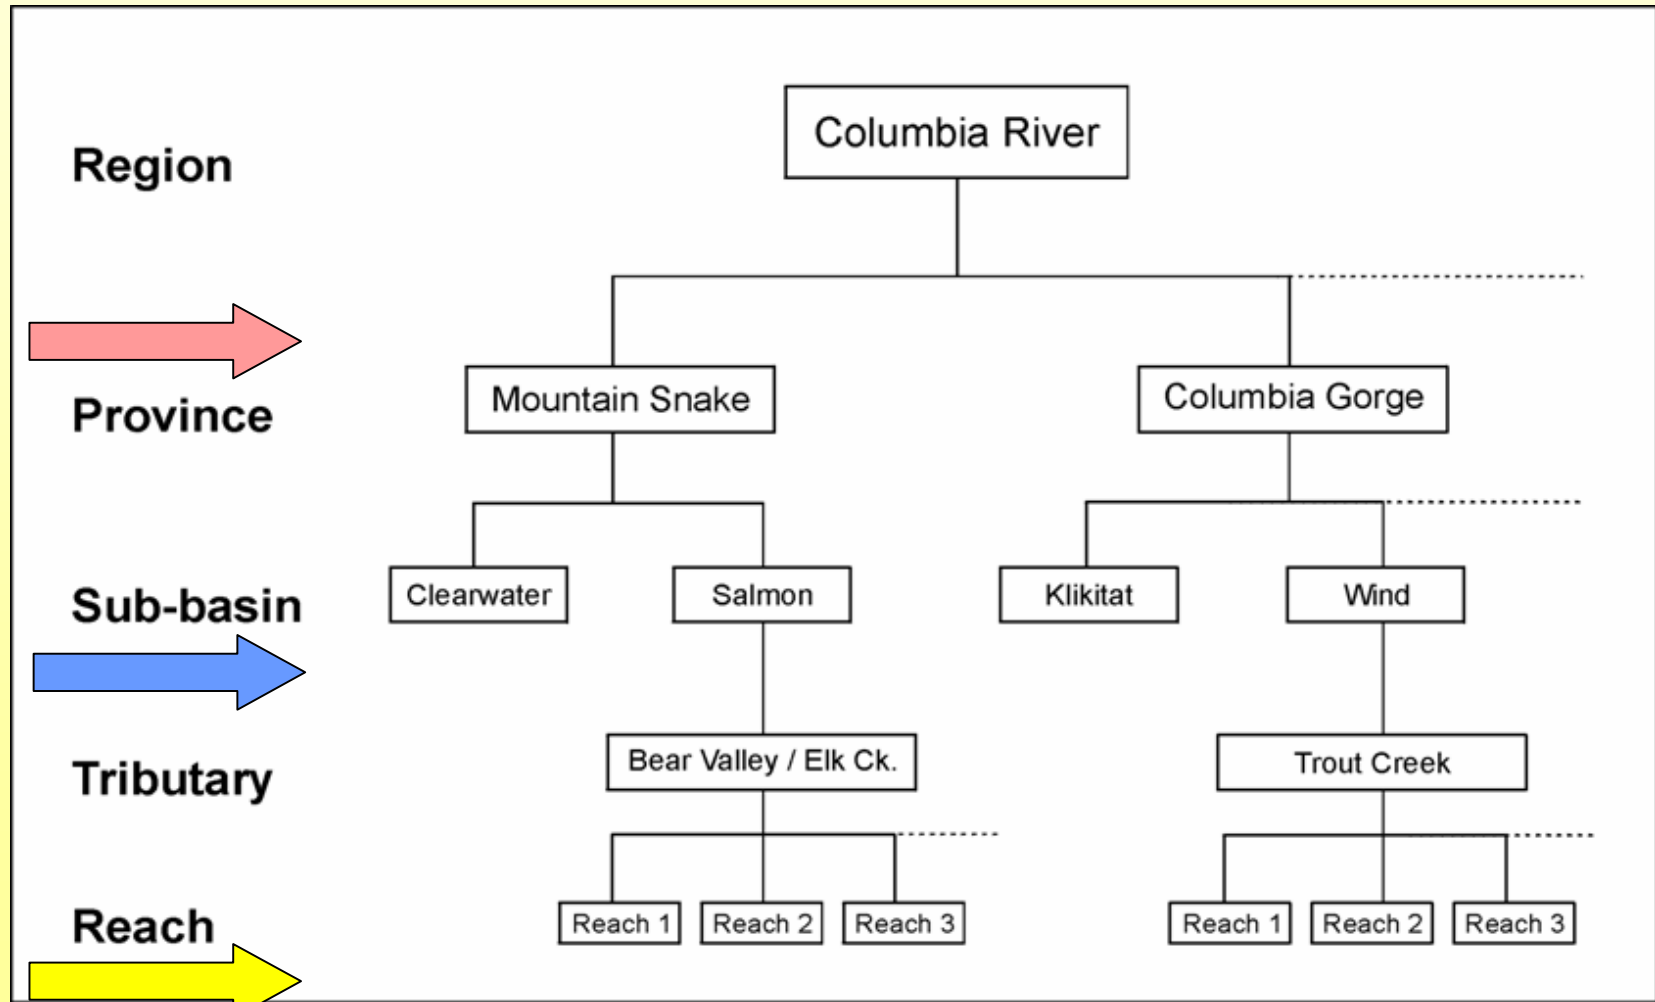 Region
Columbia River
Province
Mountain Snake
Columbia Gorge
Sub-basin
Clearwater
Salmon
Klikitat
Wind
Tributary
Bear Valley / Elk Ck.
Trout Creek
Reach
Reach 1
Reach 2
Reach 3
Reach 1
Reach 2
Reach 3